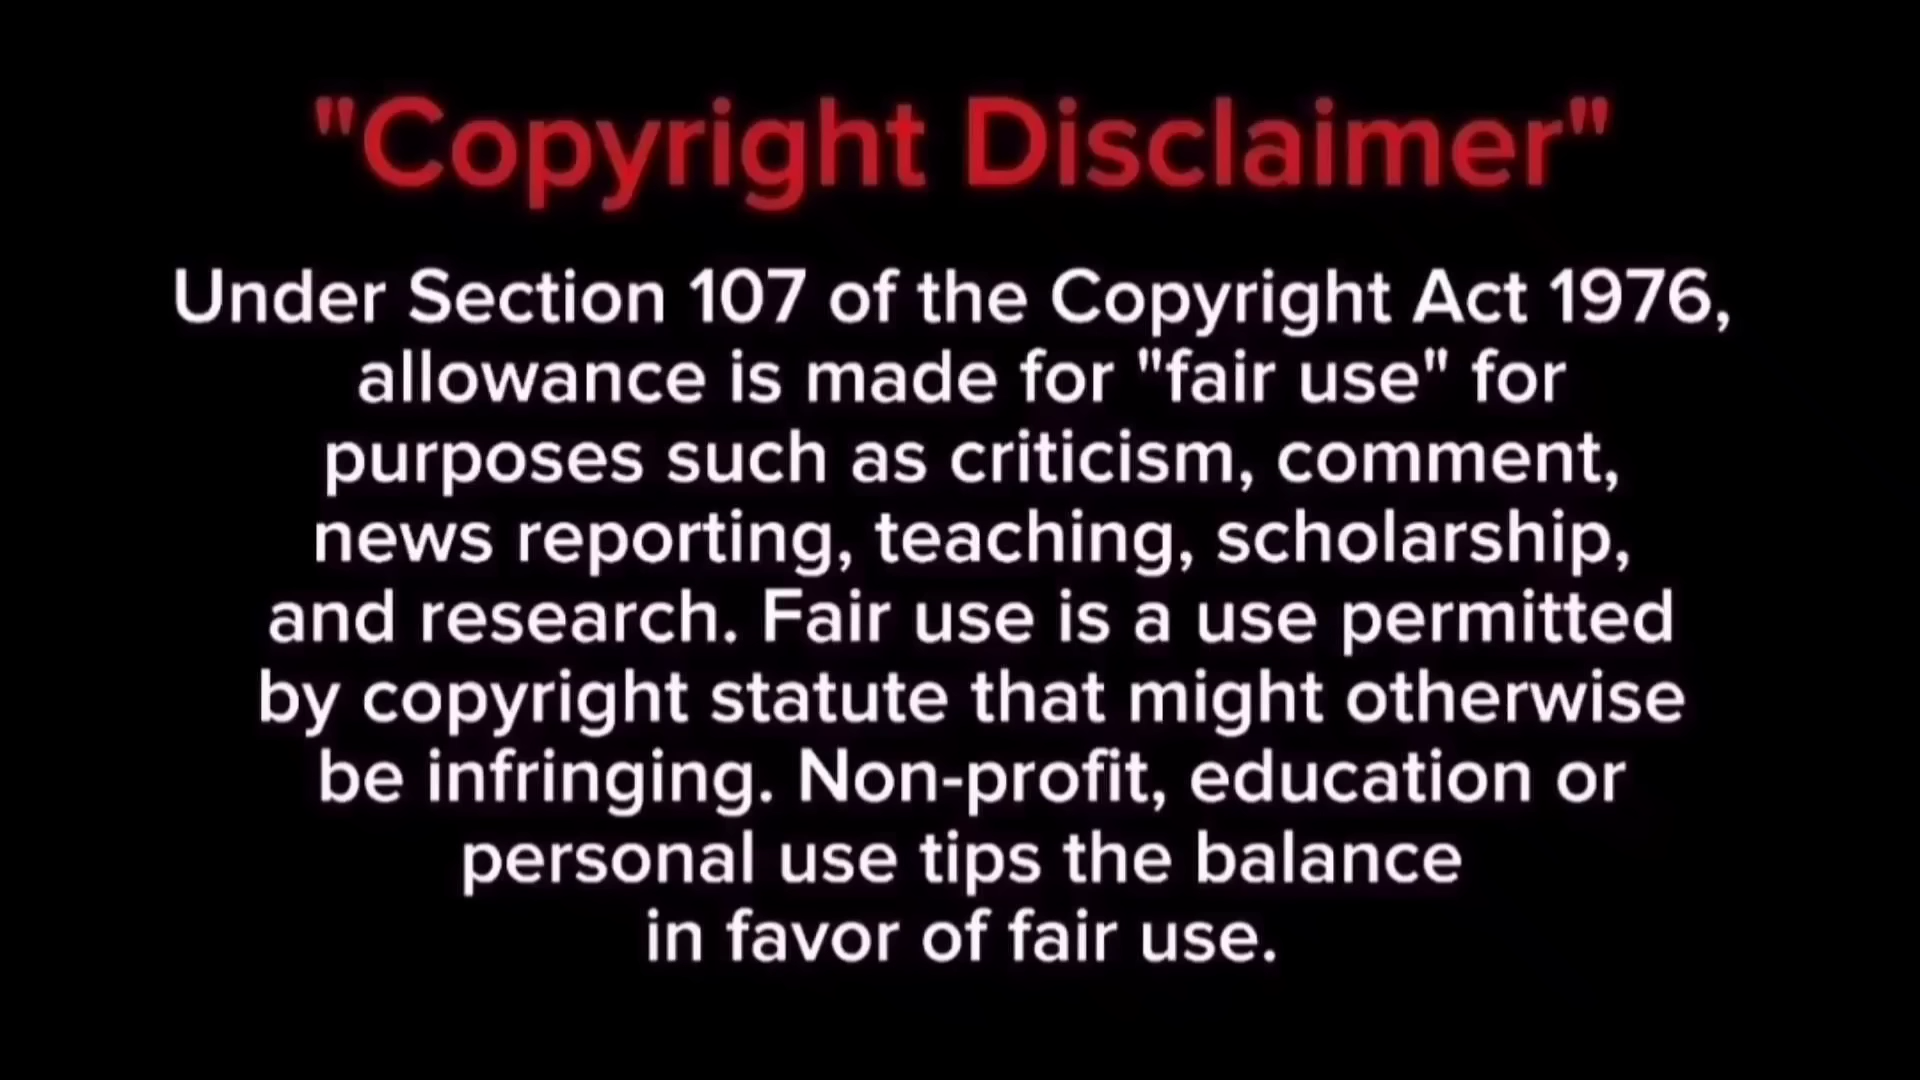 "Copyright Disclaimer"
Under Section 107 of the Copyright Act 1976,
allowance is made for "fair use" for
purposes such as criticism, comment,
news reporting, teaching, scholarship,
and research. Fair use is a use permitted
by copyright statute that might otherwise
be infringing. Non-profit, education or
personal use tips the balance
in favor of fair use.